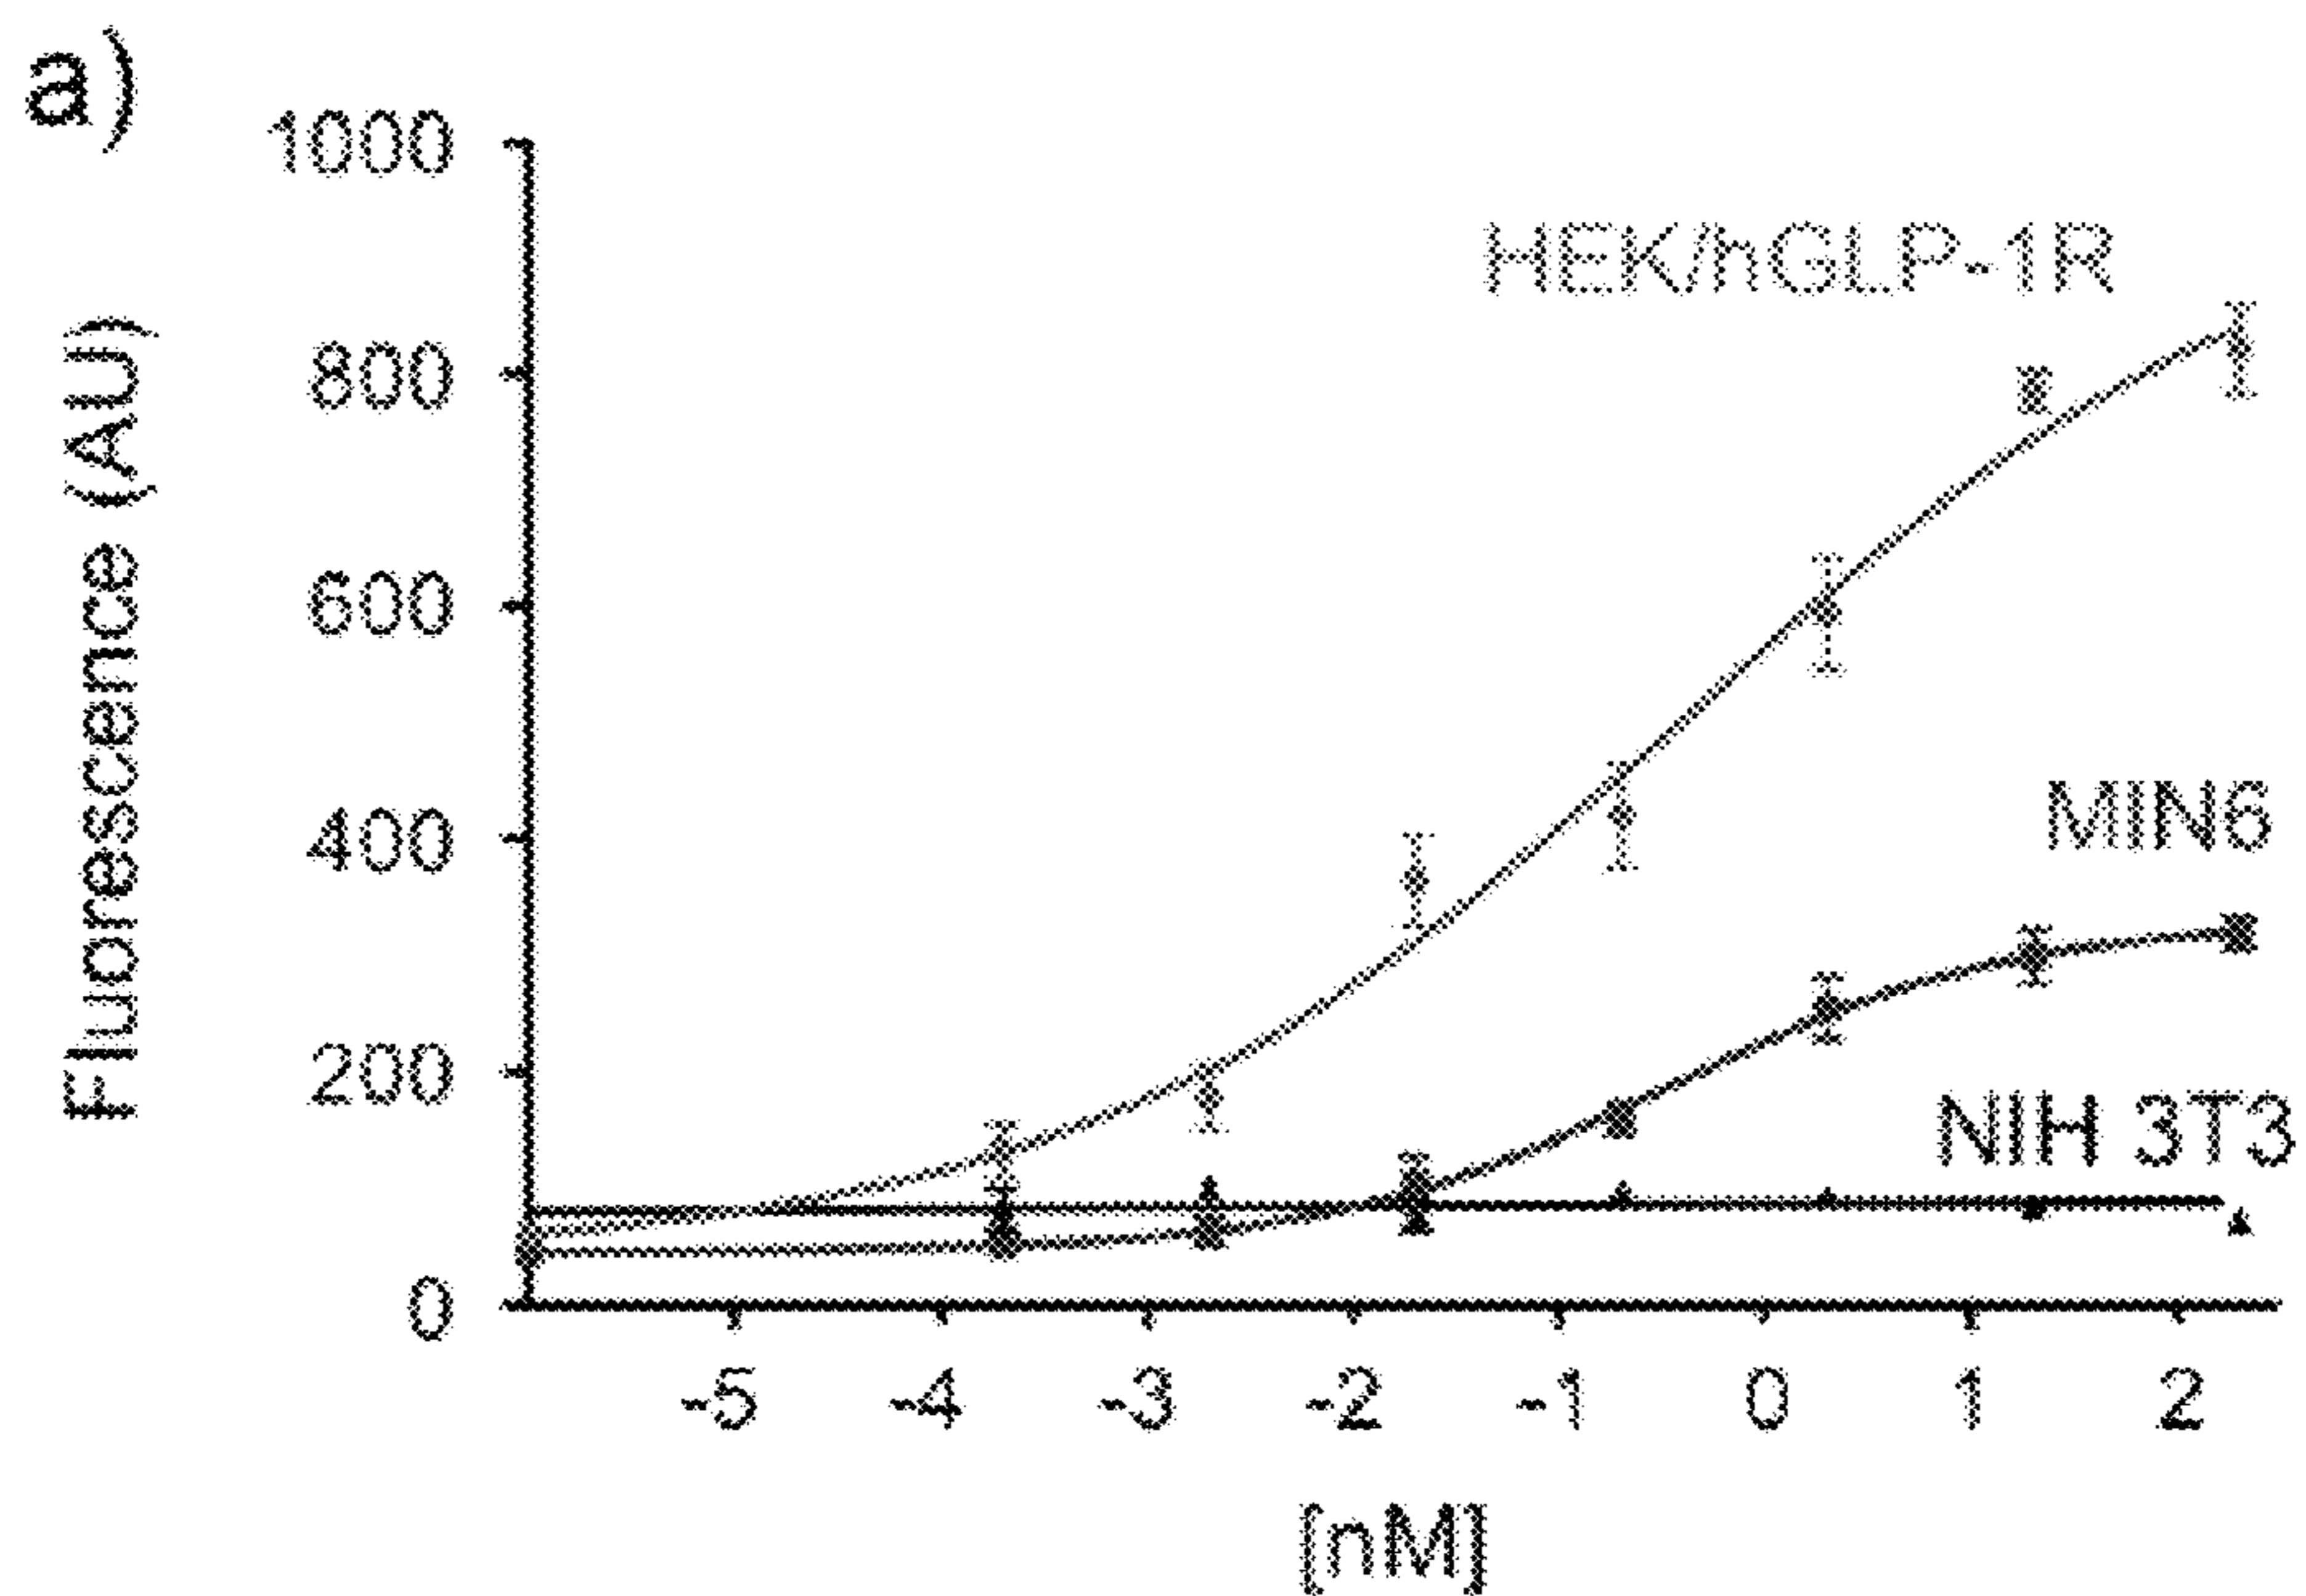 a)
1000
800
600
400
200
0
Fluorescence (AU)
HEK/hGLP-1R
MIN6
NIH 3T3
-5 -4 -3 -2 -1 0 1 2
[nM]